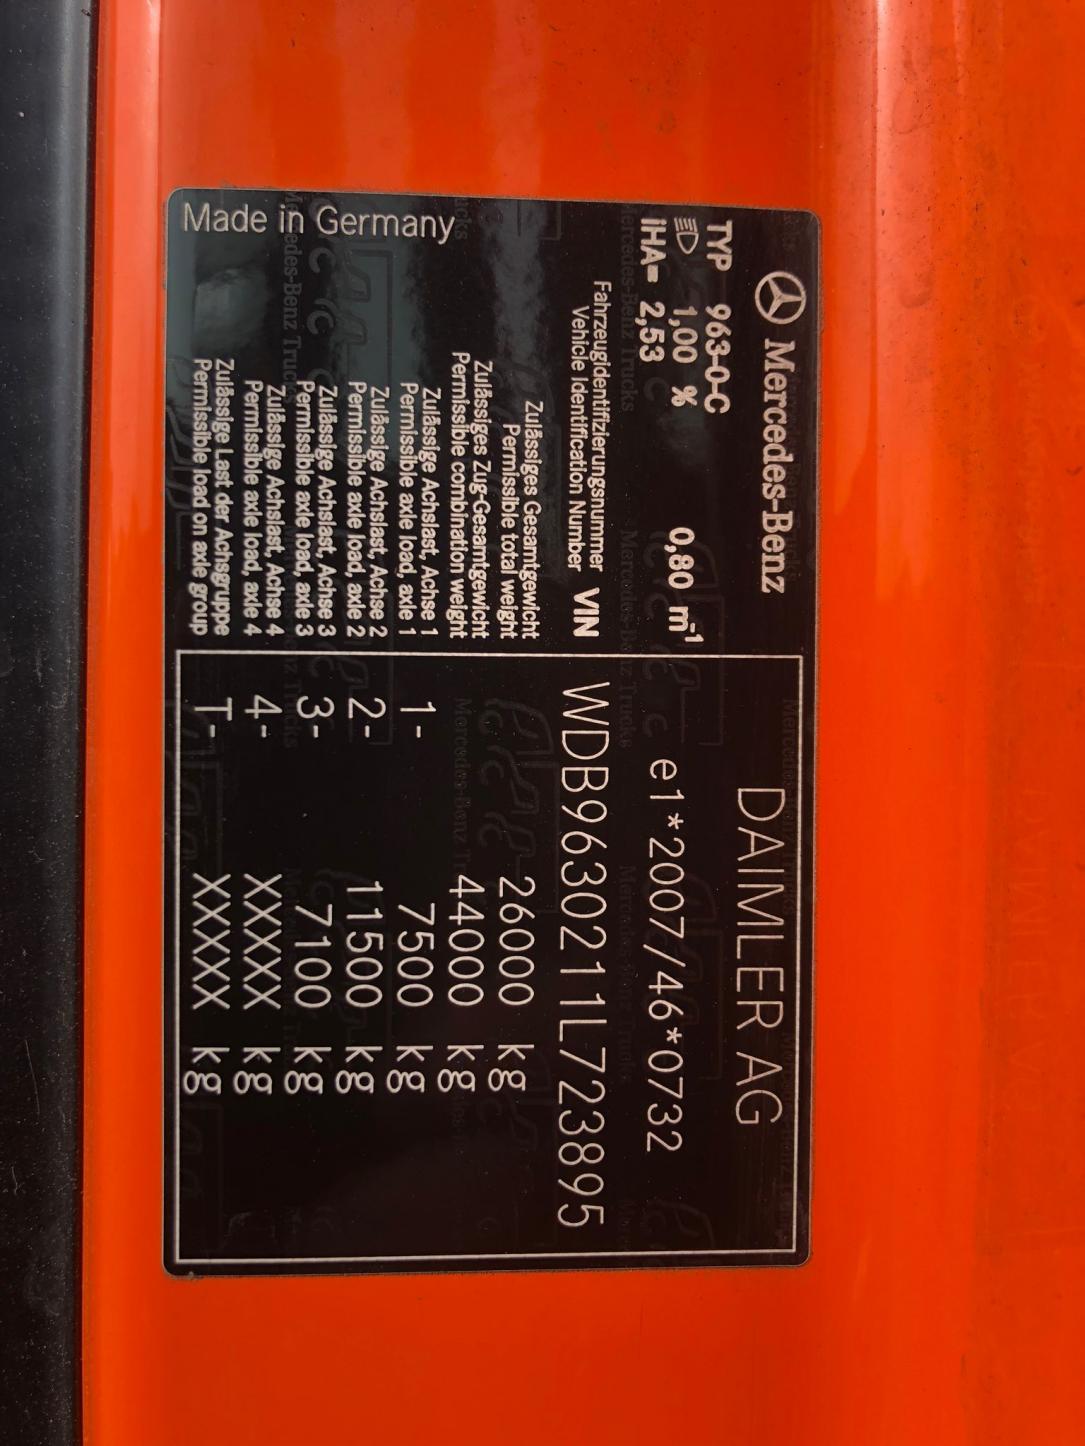 Mercedes-Benz
DAIMLER AG
TYP 963-0-C
1,00 % 0,80 m-1
e1*2007/46*0732
IHA= 2,53
Fahrzeugidentifizierungsnummer
Vehicle Identification Number VIN WDB9630211L723895
Zulässiges Gesamtgewicht
Permissible total weight 26000 kg
Zulässiges Zug-Gesamtgewicht
Permissible combination weight 44000 kg
Zulässige Achslast, Achse 1
Permissible axle load, axle 1 1- 7500 kg
Zulässige Achslast, Achse 2
Permissible axle load, axle 2 2- 11500 kg
Zulässige Achslast, Achse 3
Permissible axle load, axle 3 3- 7100 kg
Zulässige Achslast, Achse 4
Permissible axle load, axle 4 4- XXXXX kg
Zulässige Last der Achsgruppe
Permissible load on axle group T- XXXXX kg
Made in Germany